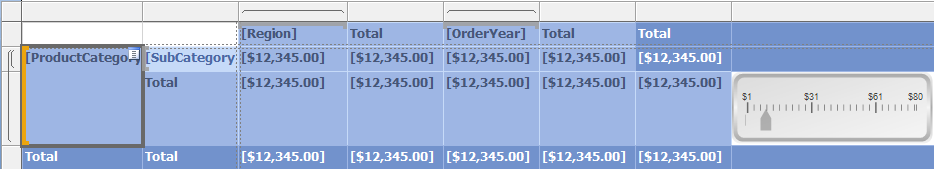 [Region] Total [OrderYear] Total Total
[ProductCategory [SubCategory [$12,345.00] [$12,345.00] [$12,345.00] [$12,345.00] [$12,345.00]
Total [$12,345.00] [$12,345.00] [$12,345.00] [$12,345.00] [$12,345.00]
$1 $31 $61 $80
Total Total [$12,345.00] [$12,345.00] [$12,345.00] [$12,345.00] [$12,345.00]